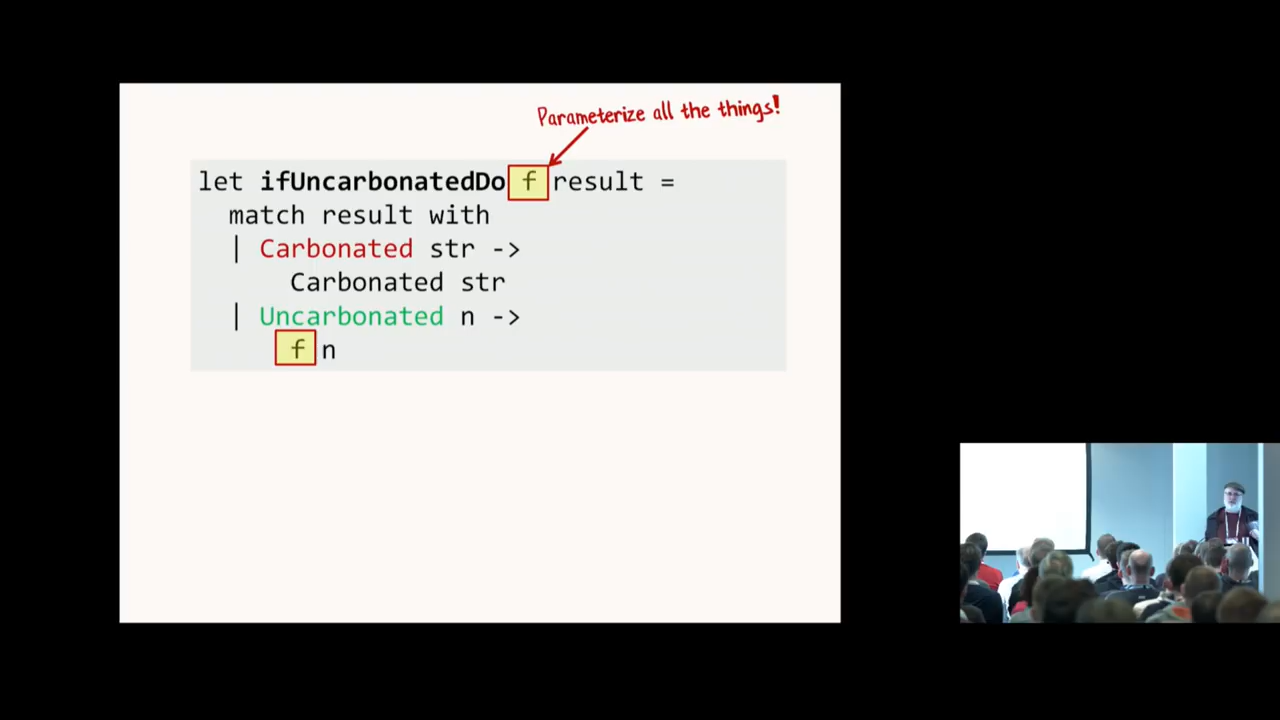 Parameterize all the things!
let ifUncarbonatedDo f result =
match result with
| Carbonated str ->
Carbonated str
| Uncarbonated n ->
f n